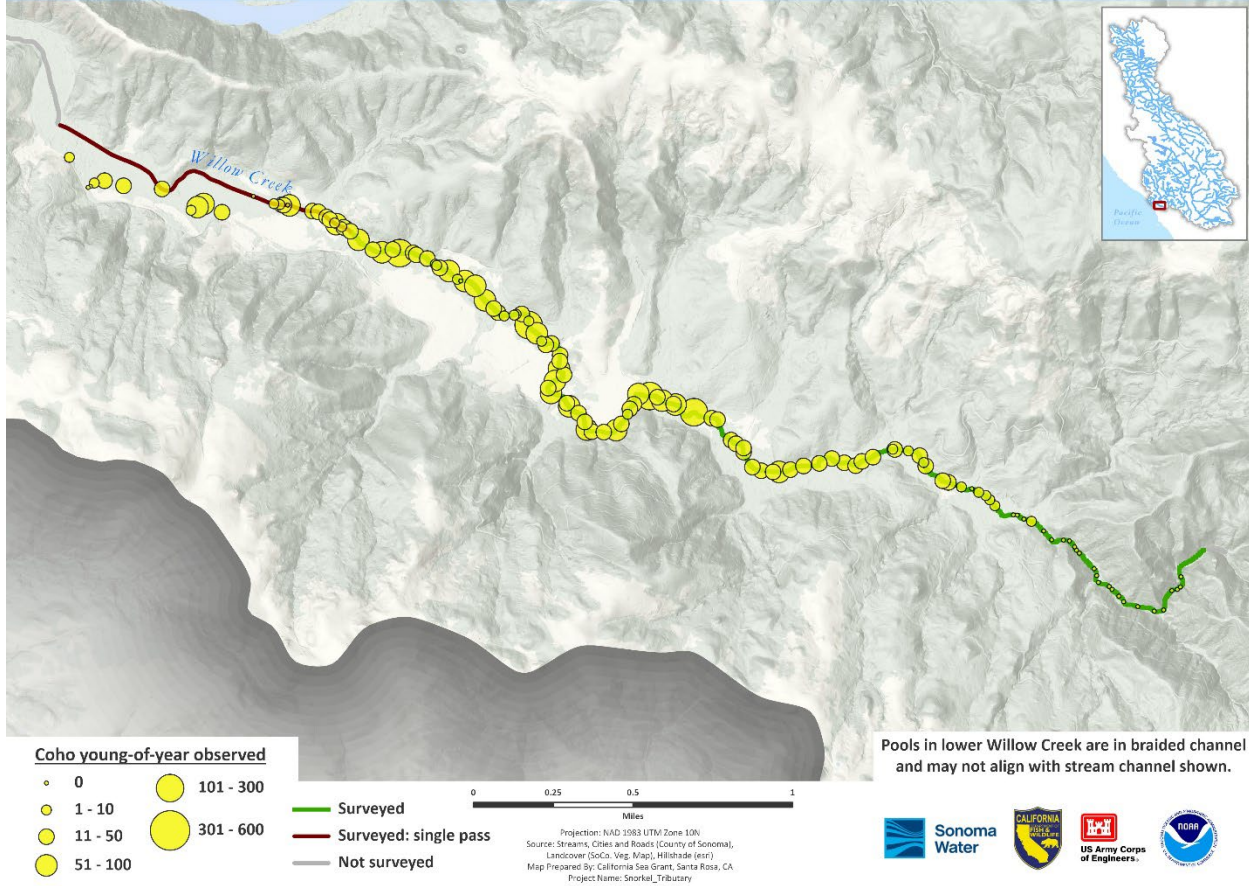 Pacific
Ocean
Willow Creek
Coho young-of-year observed
0
1 - 10
11 - 50
51 - 100
101 - 300
301 - 600
Surveyed
Surveyed: single pass
Not surveyed
0 0.25 0.5 1
Miles
Projection: NAD 1983 UTM Zone 10N
Source: Streams, Cities and Roads (County of Sonoma),
Landcover (SoCo. Veg. Map), Hillshade (esri)
Map Prepared By: California Sea Grant, Santa Rosa, CA
Project Name: Snorkel_Tributary
Pools in lower Willow Creek are in braided channel
and may not align with stream channel shown.
Sonoma
Water
CALIFORNIA
FISH &
WILDLIFE
US Army Corps
of Engineers®
NOAA